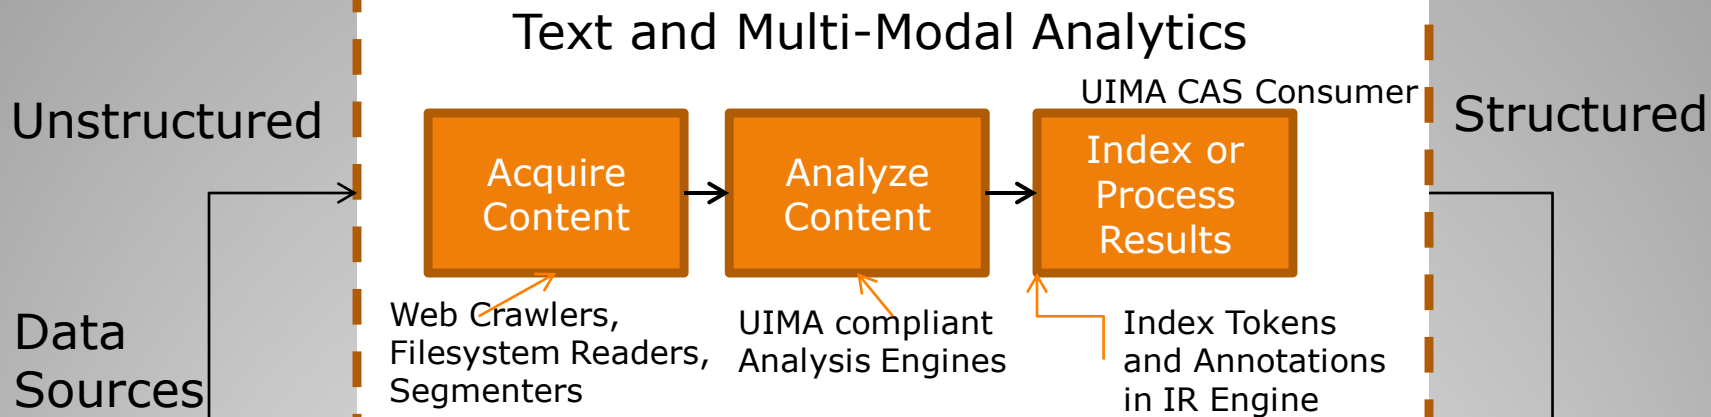 Text and Multi-Modal Analytics
Unstructured
UIMA CAS Consumer
Structured
Acquire
Content
Analyze
Content
Index or
Process
Results
Data
Sources
Web Crawlers,
Filesystem Readers,
Segmenters
UIMA compliant
Analysis Engines
Index Tokens
and Annotations
in IR Engine